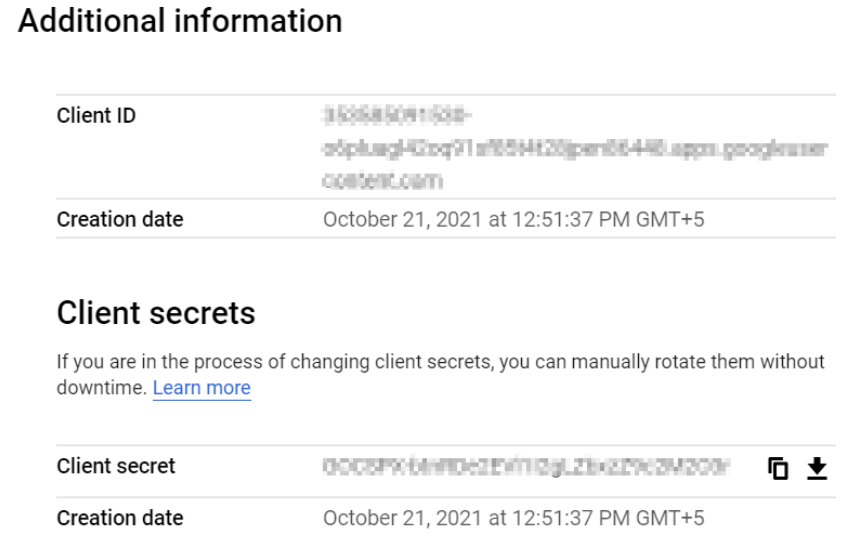 Additional information
Client ID
Creation date October 21, 2021 at 12:51:37 PM GMT+5
Client secrets
If you are in the process of changing client secrets, you can manually rotate them without
downtime. Learn more
Client secret
Creation date October 21, 2021 at 12:51:37 PM GMT+5